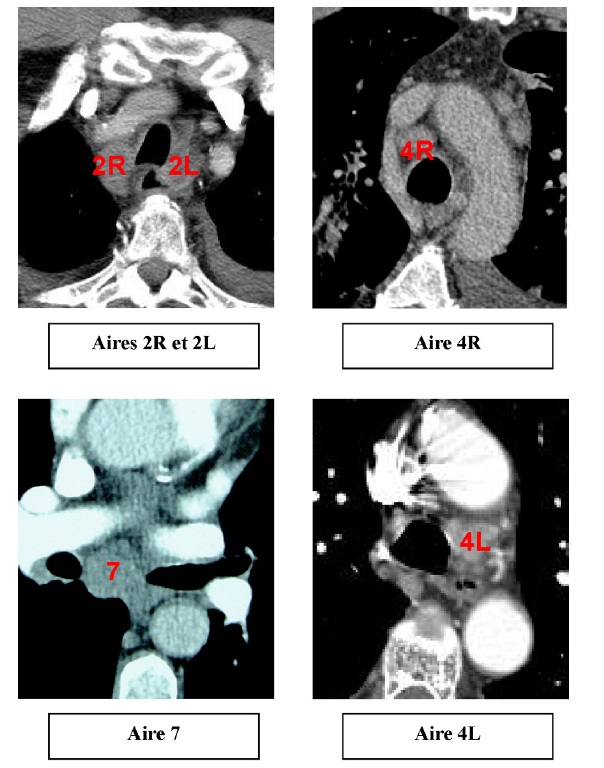 2R 2L
4R
Aires 2R et 2L
Aire 4R
7
4L
Aire 7
Aire 4L